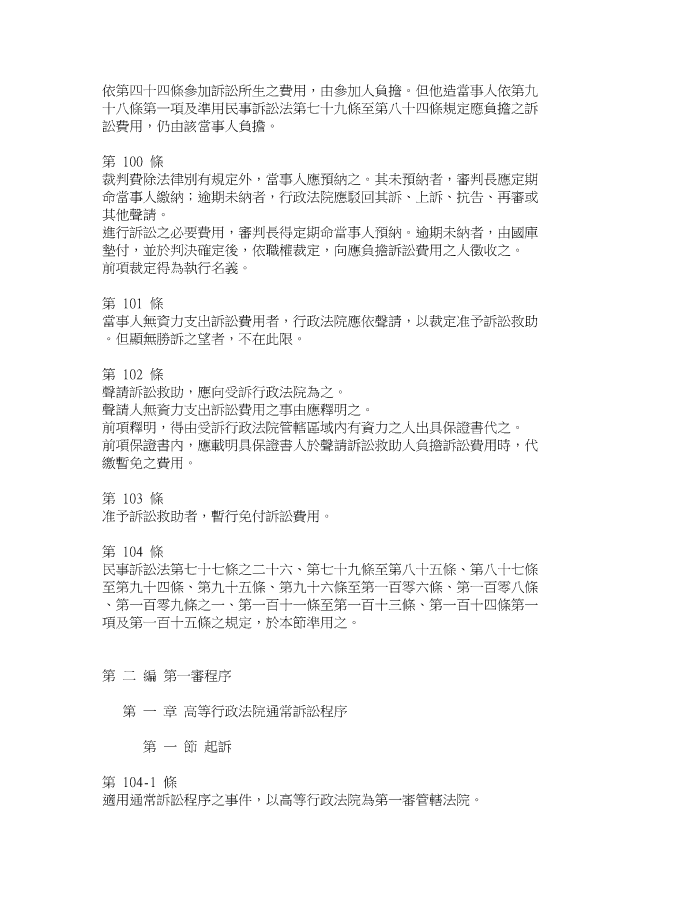 依第四十四條參加訴訟所生之費用，由參加人負擔。但他造當事人依第九
十八條第一項及準用民事訴訟法第七十九條至第八十四條規定應負擔之訴
訟費用，仍由該當事人負擔。
第 100 條
裁判費除法律別有規定外，當事人應預納之。其未預納者，審判長應定期
命當事人繳納；逾期未納者，行政法院應駁回其訴、上訴、抗告、再審或
其他聲請。
進行訴訟之必要費用，審判長得定期命當事人預納。逾期未納者，由國庫
墊付，並於判決確定後，依職權裁定，向應負擔訴訟費用之人徵收之。
前項裁定得為執行名義。
第 101 條
當事人無資力支出訴訟費用者，行政法院應依聲請，以裁定准予訴訟救助
。但顯無勝訴之望者，不在此限。
第 102 條
聲請訴訟救助，應向受訴行政法院為之。
聲請人無資力支出訴訟費用之事由應釋明之。
前項釋明，得由受訴行政法院管轄區域內有資力之人出具保證書代之。
前項保證書內，應載明具保證書人於聲請訴訟救助人負擔訴訟費用時，代
繳暫免之費用。
第 103 條
准予訴訟救助者，暫行免付訴訟費用。
第 104 條
民事訴訟法第七十七條之二十六、第七十九條至第八十五條、第八十七條
至第九十四條、第九十五條、第九十六條至第一百零六條、第一百零八條
、第一百零九條之一、第一百十一條至第一百十三條、第一百十四條第一
項及第一百十五條之規定，於本節準用之。
第 二 編 第一審程序
第 一 章 高等行政法院通常訴訟程序
第 一 節 起訴
第 104-1 條
適用通常訴訟程序之事件，以高等行政法院為第一審管轄法院。